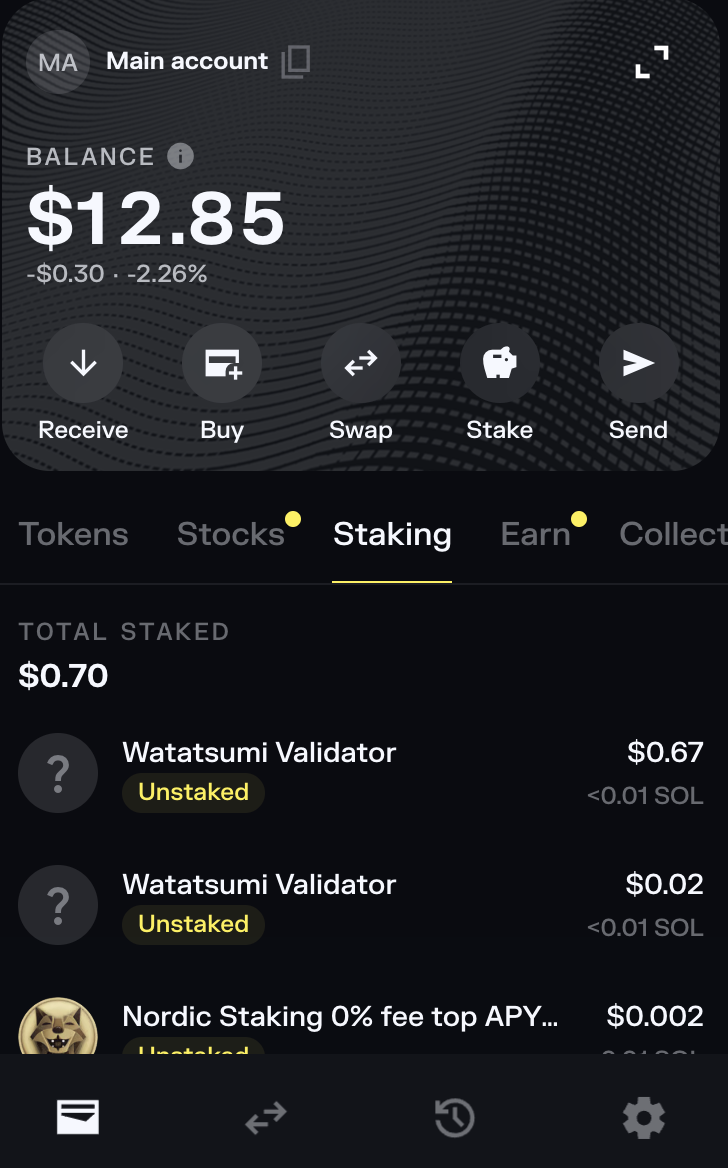 MA Main account
BALANCE
$12.85
-$0.30 · -2.26%
Receive Buy Swap Stake Send
Tokens Stocks Staking Earn Collect
TOTAL STAKED
$0.70
Watatsumi Validator $0.67
Unstaked <0.01 SOL
Watatsumi Validator $0.02
Unstaked <0.01 SOL
Nordic Staking 0% fee top APY... $0.002
Unstaked